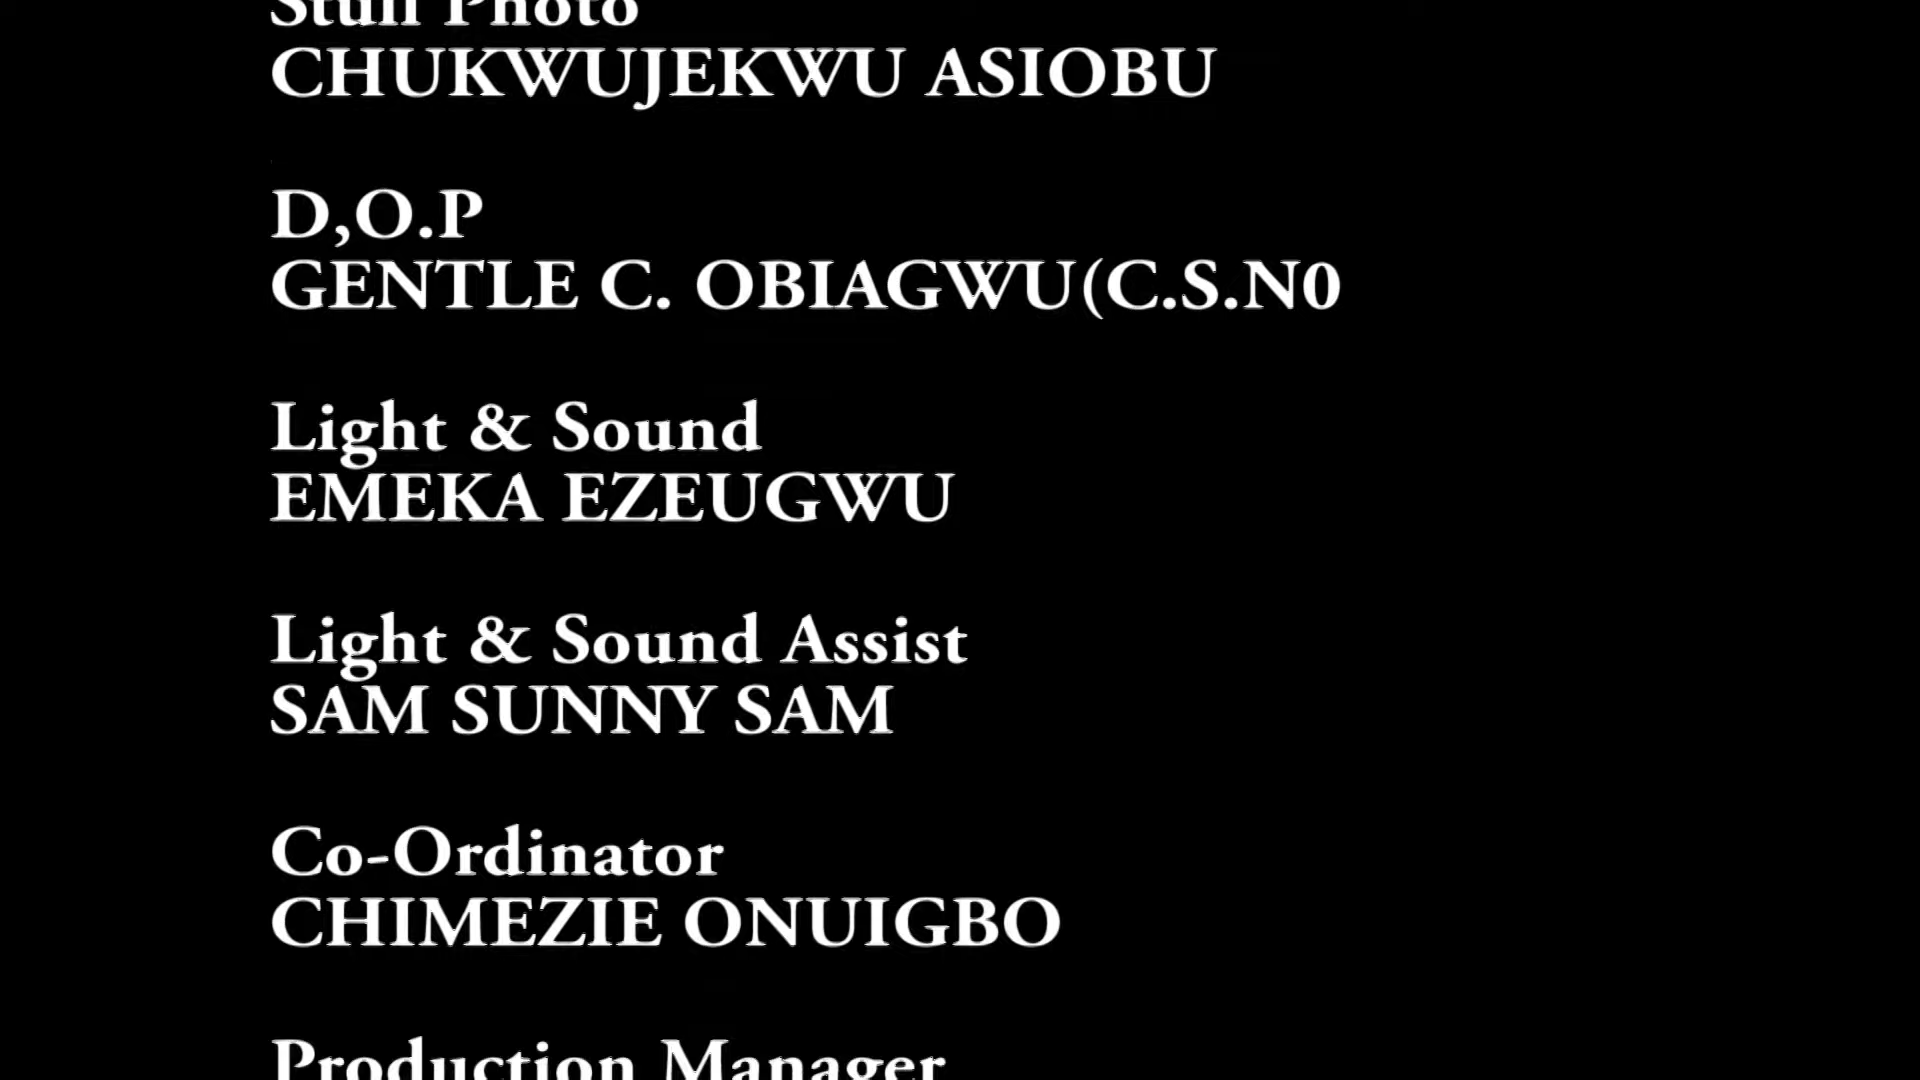 Photo
CHUKWUJEKWU ASIOBU
D,O.P
GENTLE C. OBIAGWU(C.S.N0
Light & Sound
EMEKA EZEUGWU
Light & Sound Assist
SAM SUNNY SAM
Co-Ordinator
CHIMEZIE ONUIGBO
Production Manager